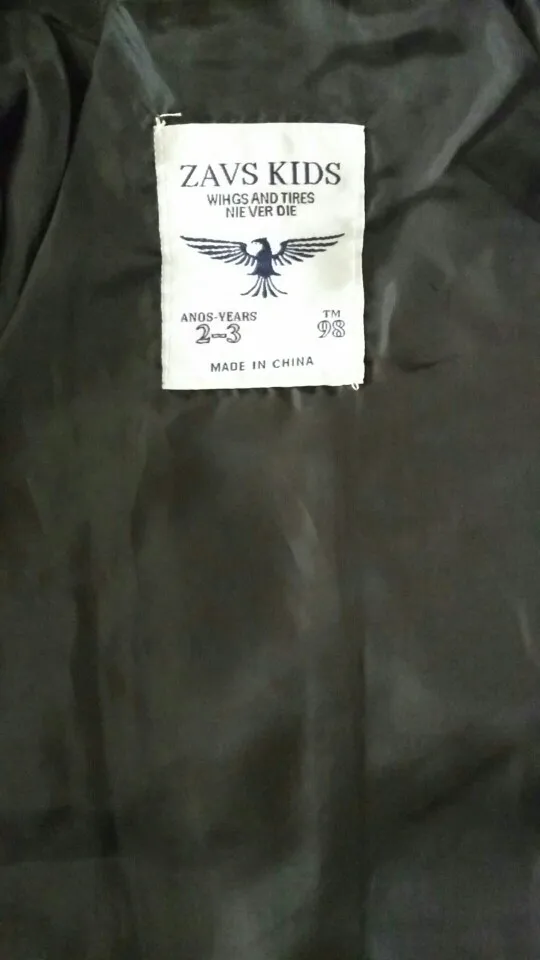 ZAVS KIDS
WIHGS AND TIRES
NIE VER DIE
ANOS-YEARS
2-3
TM
98
MADE IN CHINA